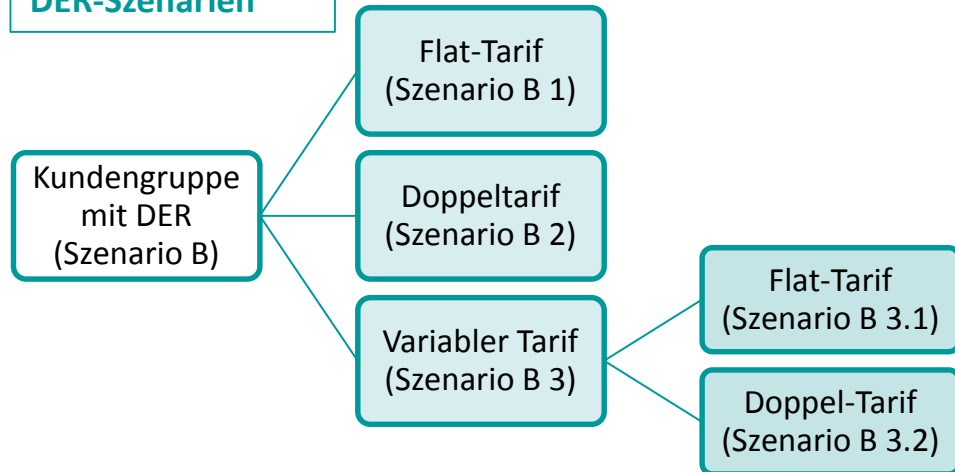 DER-Szenarien
Flat-Tarif
(Szenario B 1)
Kundengruppe
mit DER
(Szenario B)
Doppeltarif
(Szenario B 2)
Variabler Tarif
(Szenario B 3)
Flat-Tarif
(Szenario B 3.1)
Doppel-Tarif
(Szenario B 3.2)